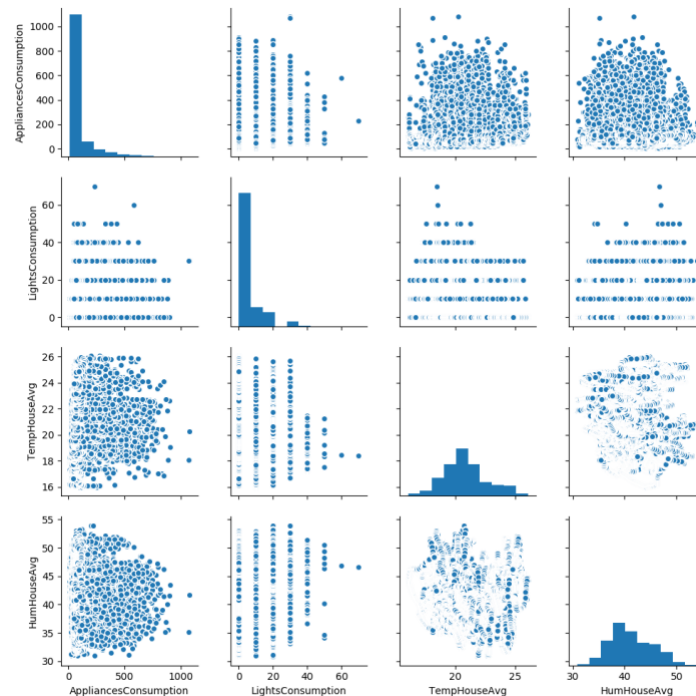 AppliancesConsumption
1000
800
600
400
200
0
LightsConsumption
60
40
20
0
TempHouseAvg
26
24
22
20
18
16
HumHouseAvg
55
50
45
40
35
30
0 500 1000
0 20 40 60
20 25
30 40 50
AppliancesConsumption LightsConsumption TempHouseAvg HumHouseAvg